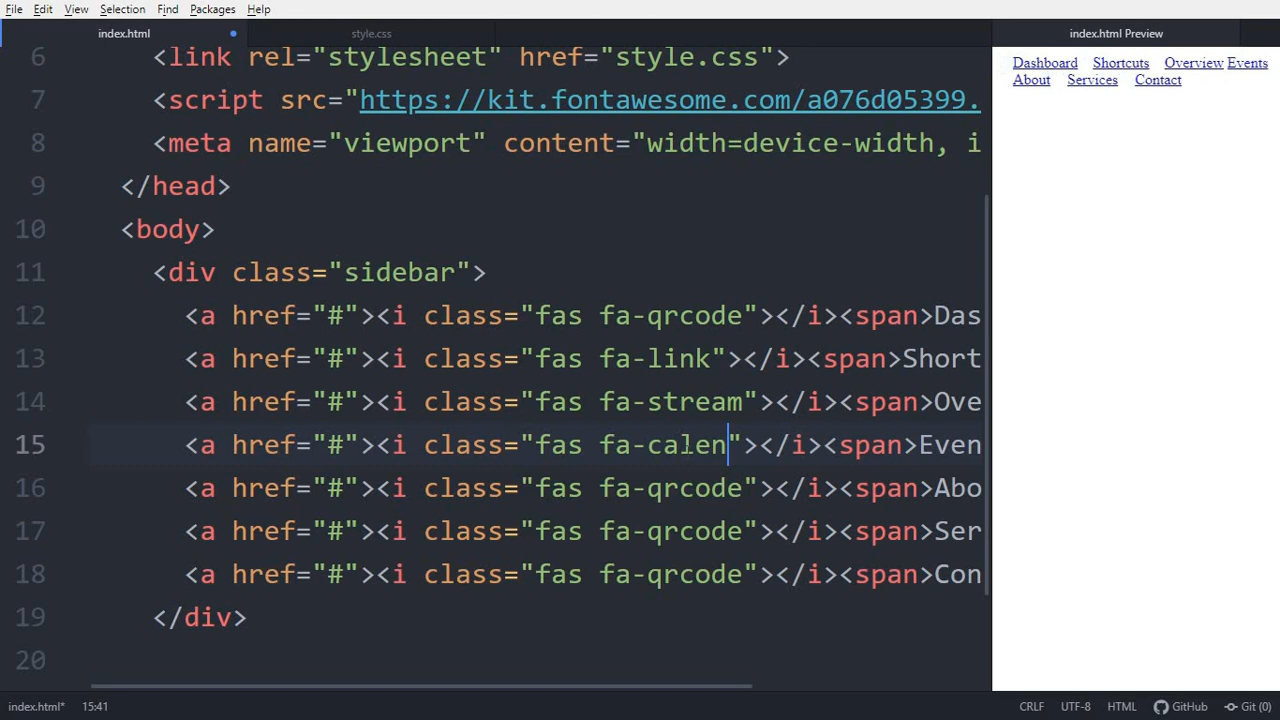 File Edit View Selection Find Packages Help
index.html
style.css
index.html Preview
6 <link rel="stylesheet" href="style.css">
7 <script src="https://kit.fontawesome.com/a076d05399.
8 <meta name="viewport" content="width=device-width, i
9 </head>
10 <body>
11 <div class="sidebar">
12 <a href="#"><i class="fas fa-qrcode"></i><span>Das
13 <a href="#"><i class="fas fa-link"></i><span>Short
14 <a href="#"><i class="fas fa-stream"></i><span>Ove
15 <a href="#"><i class="fas fa-calen"></i><span>Even
16 <a href="#"><i class="fas fa-qrcode"></i><span>Abo
17 <a href="#"><i class="fas fa-qrcode"></i><span>Ser
18 <a href="#"><i class="fas fa-qrcode"></i><span>Con
19 </div>
20
Dashboard Shortcuts Overview Events
About Services Contact
index.html* 15:41
CRLF UTF-8 HTML GitHub Git (0)